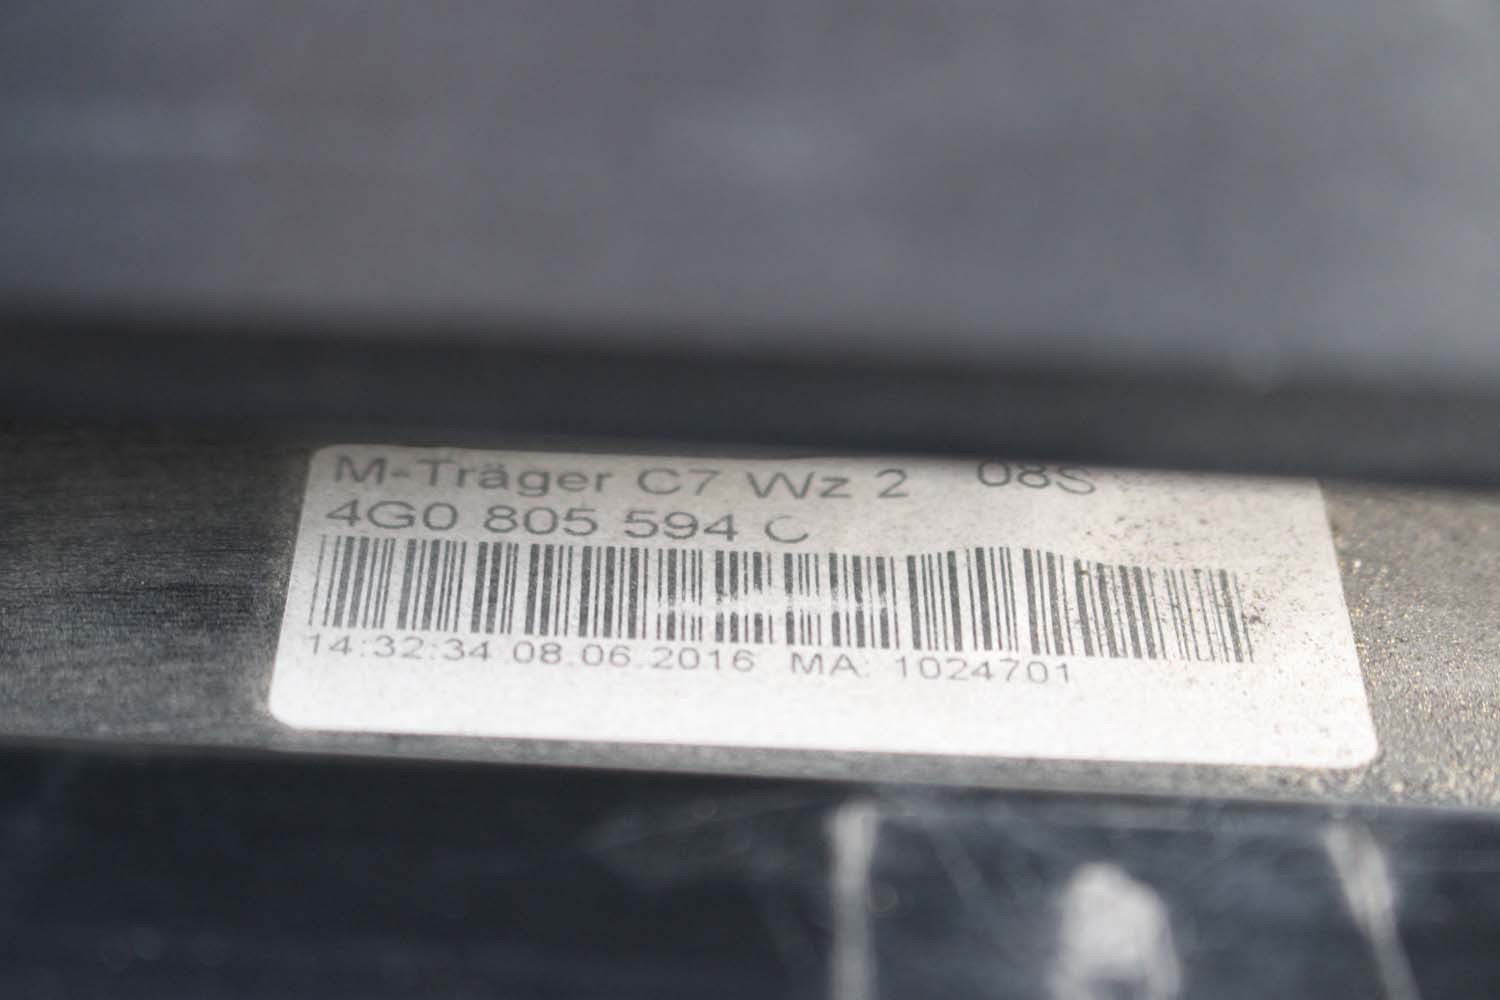 M-Träger C7 Wz 2 08S
4G0 805 594 C
14:32:34 08.06.2016 MA: 1024701